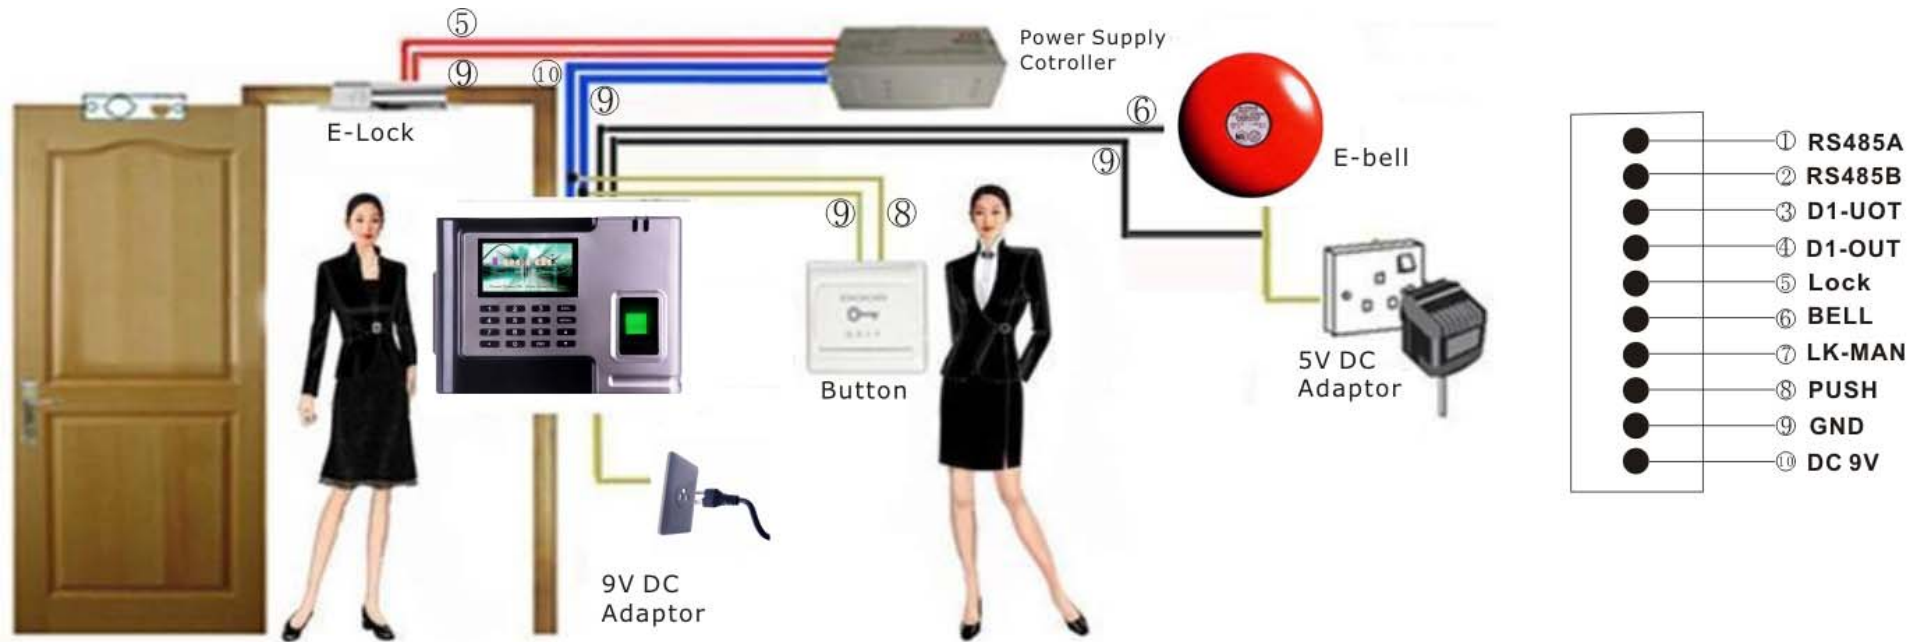 ⑤
Power Supply
Cotroller
⑨
⑩
⑨
⑥
E-Lock
⑨
E-bell
⑨
⑧
Button
5V DC
Adaptor
9V DC
Adaptor
① RS485A
② RS485B
③ D1-UOT
④ D1-OUT
⑤ Lock
⑥ BELL
⑦ LK-MAN
⑧ PUSH
⑨ GND
⑩ DC 9V